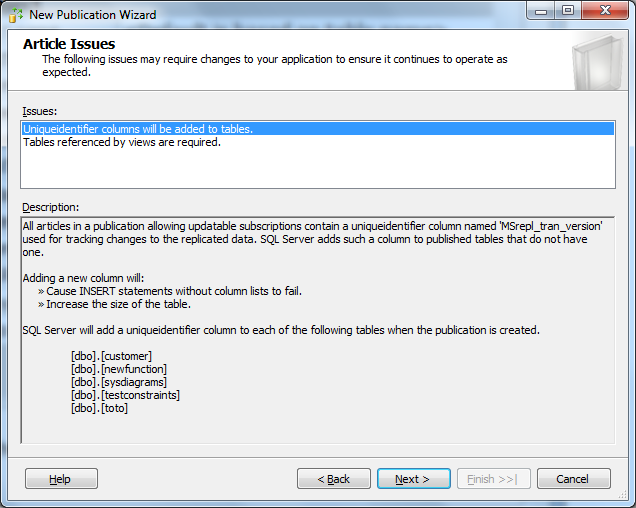 New Publication Wizard
Article Issues
The following issues may require changes to your application to ensure it continues to operate as
expected.
Issues:
Uniqueidentifier columns will be added to tables.
Tables referenced by views are required.
Description:
All articles in a publication allowing updatable subscriptions contain a uniqueidentifier column named 'MSrepl_tran_version'
used for tracking changes to the replicated data. SQL Server adds such a column to published tables that do not have
one.
Adding a new column will:
» Cause INSERT statements without column lists to fail.
» Increase the size of the table.
SQL Server will add a uniqueidentifier column to each of the following tables when the publication is created.
[dbo].[customer]
[dbo].[newfunction]
[dbo].[sysdiagrams]
[dbo].[testconstraints]
[dbo].[toto]
Help < Back Next > Finish >>| Cancel